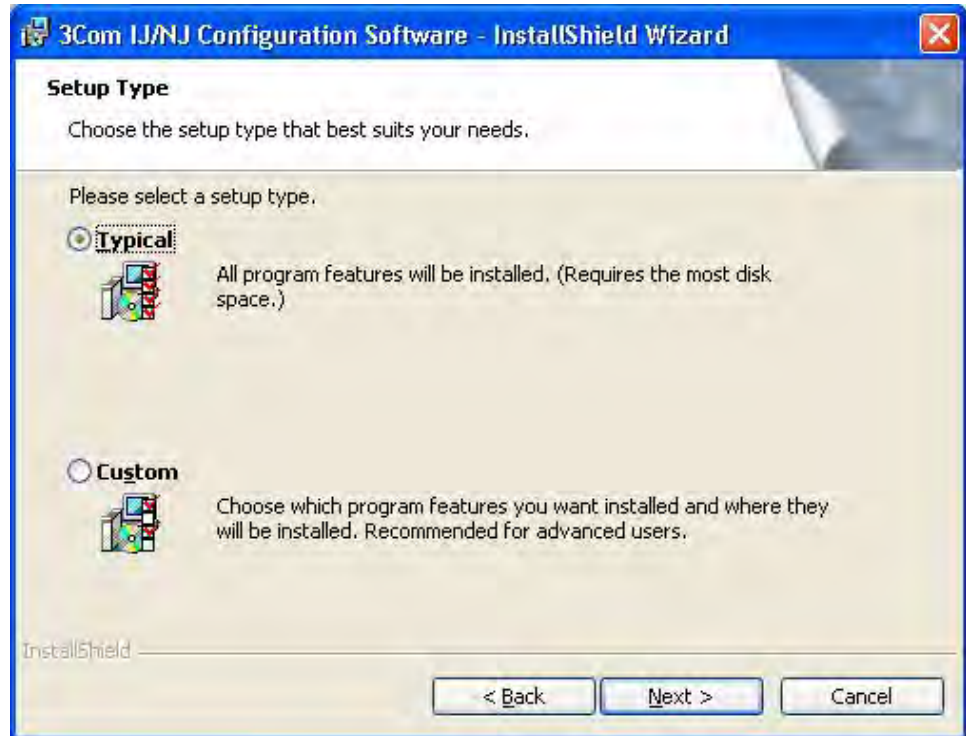 3Com IJ/NJ Configuration Software - InstallShield Wizard
Setup Type
Choose the setup type that best suits your needs.
Please select a setup type.
Typical
All program features will be installed. (Requires the most disk
space.)
Custom
Choose which program features you want installed and where they
will be installed. Recommended for advanced users.
InstallShield
< Back
Next >
Cancel